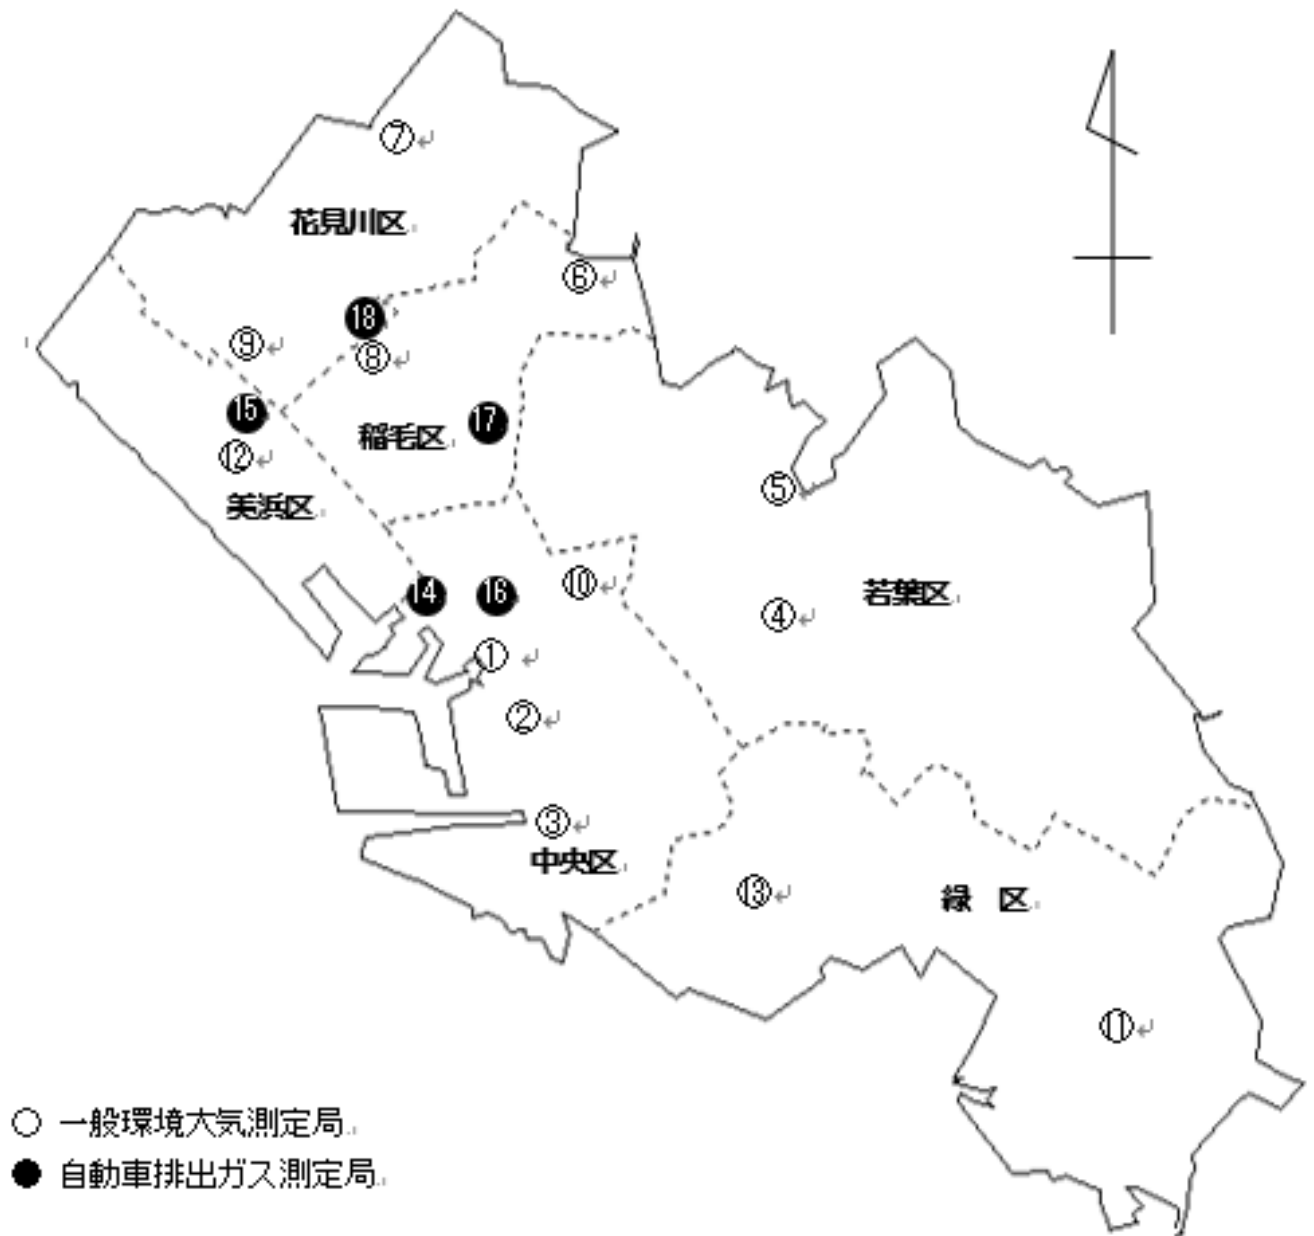 ⑦
花見川区
⑥
⑱
⑨
⑧
⑮
⑰
稲毛区
⑫
⑤
美浜区
⑩
⑭
⑯
若葉区
④
①
②
③
中央区
⑬
緑　区
⑪
○ 一般環境大気測定局
● 自動車排出ガス測定局